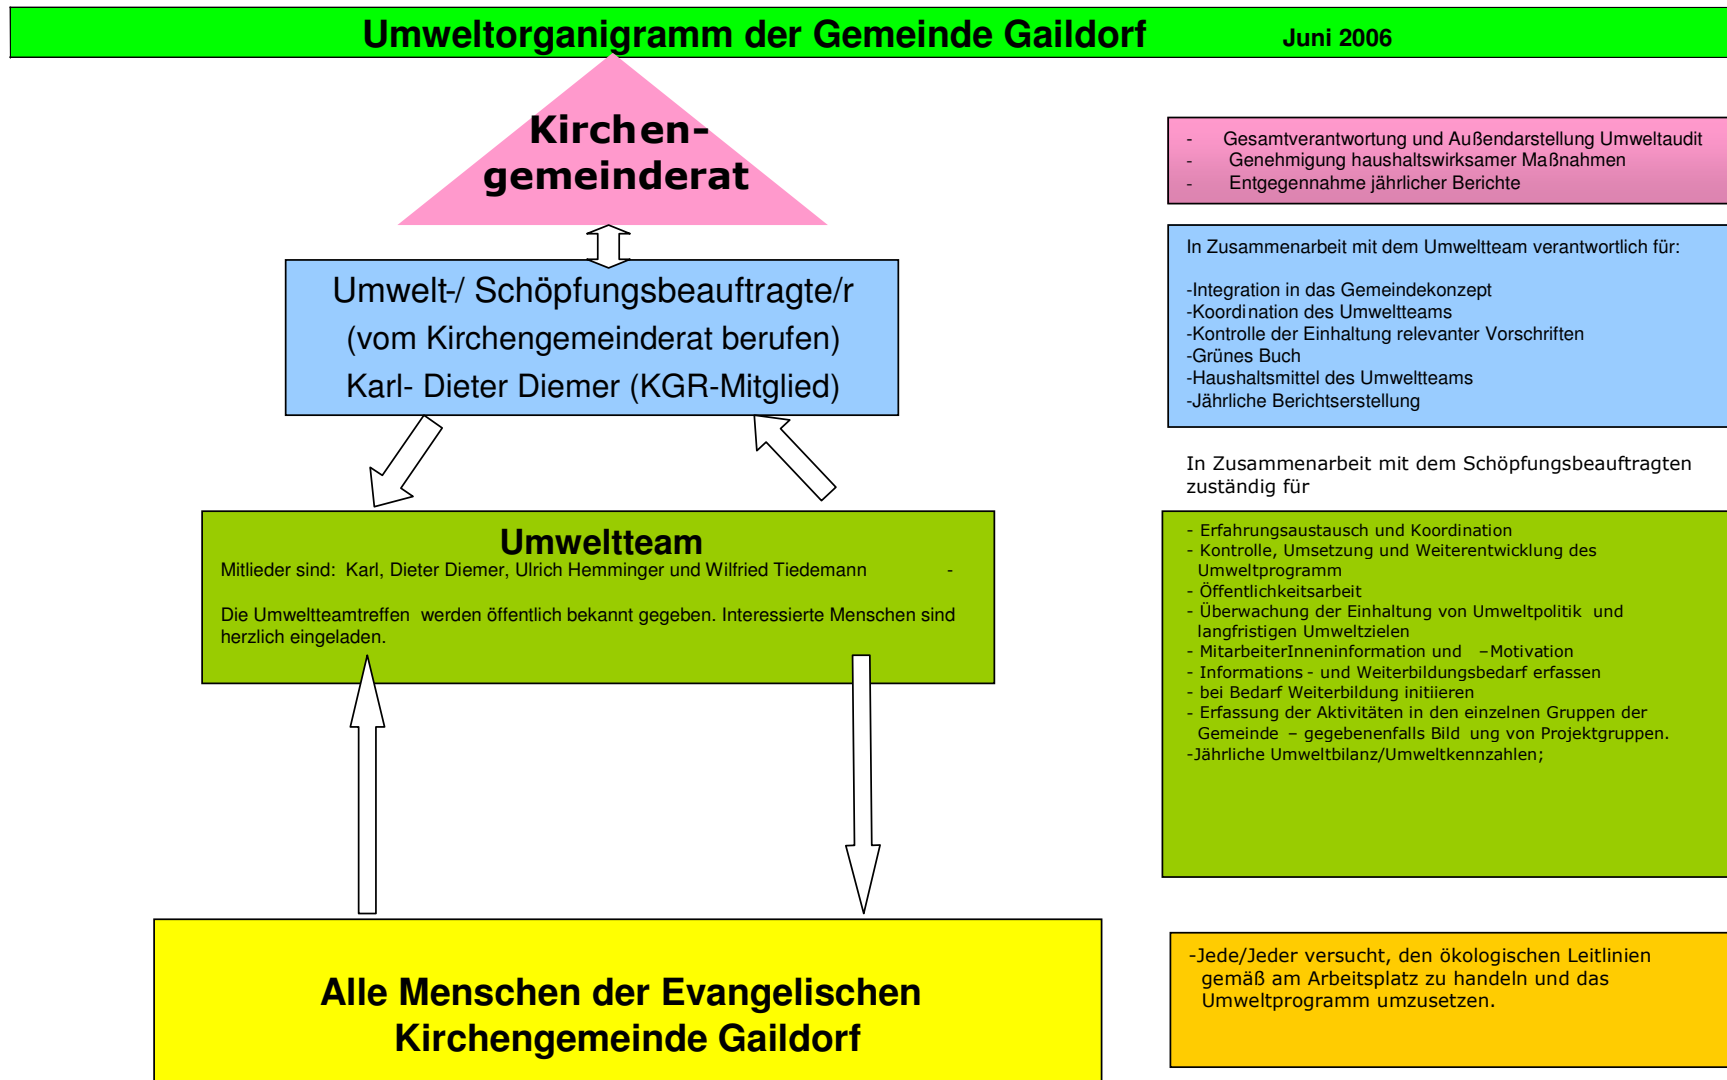 Umweltorganigramm der Gemeinde Gaildorf Juni 2006
Kirchen-
gemeinderat
- Gesamtverantwortung und Außendarstellung Umweltaudit
- Genehmigung haushaltswirksamer Maßnahmen
- Entgegennahme jährlicher Berichte
Umwelt-/ Schöpfungsbeauftragte/r
(vom Kirchengemeinderat berufen)
Karl- Dieter Diemer (KGR-Mitglied)
In Zusammenarbeit mit dem Umweltteam verantwortlich für:
-Integration in das Gemeindekonzept
-Koordination des Umweltteams
-Kontrolle der Einhaltung relevanter Vorschriften
-Grünes Buch
-Haushaltsmittel des Umweltteams
-Jährliche Berichtserstellung
In Zusammenarbeit mit dem Schöpfungsbeauftragten
zuständig für
Umweltteam
Mitlieder sind: Karl, Dieter Diemer, Ulrich Hemminger und Wilfried Tiedemann -
Die Umweltteamtreffen werden öffentlich bekannt gegeben. Interessierte Menschen sind
herzlich eingeladen.
- Erfahrungsaustausch und Koordination
- Kontrolle, Umsetzung und Weiterentwicklung des
Umweltprogramm
- Öffentlichkeitsarbeit
- Überwachung der Einhaltung von Umweltpolitik und
langfristigen Umweltzielen
- MitarbeiterInneninformation und –Motivation
- Informations - und Weiterbildungsbedarf erfassen
- bei Bedarf Weiterbildung initiieren
- Erfassung der Aktivitäten in den einzelnen Gruppen der
Gemeinde – gegebenenfalls Bild ung von Projektgruppen.
-Jährliche Umweltbilanz/Umweltkennzahlen;
Alle Menschen der Evangelischen
Kirchengemeinde Gaildorf
-Jede/Jeder versucht, den ökologischen Leitlinien
gemäß am Arbeitsplatz zu handeln und das
Umweltprogramm umzusetzen.